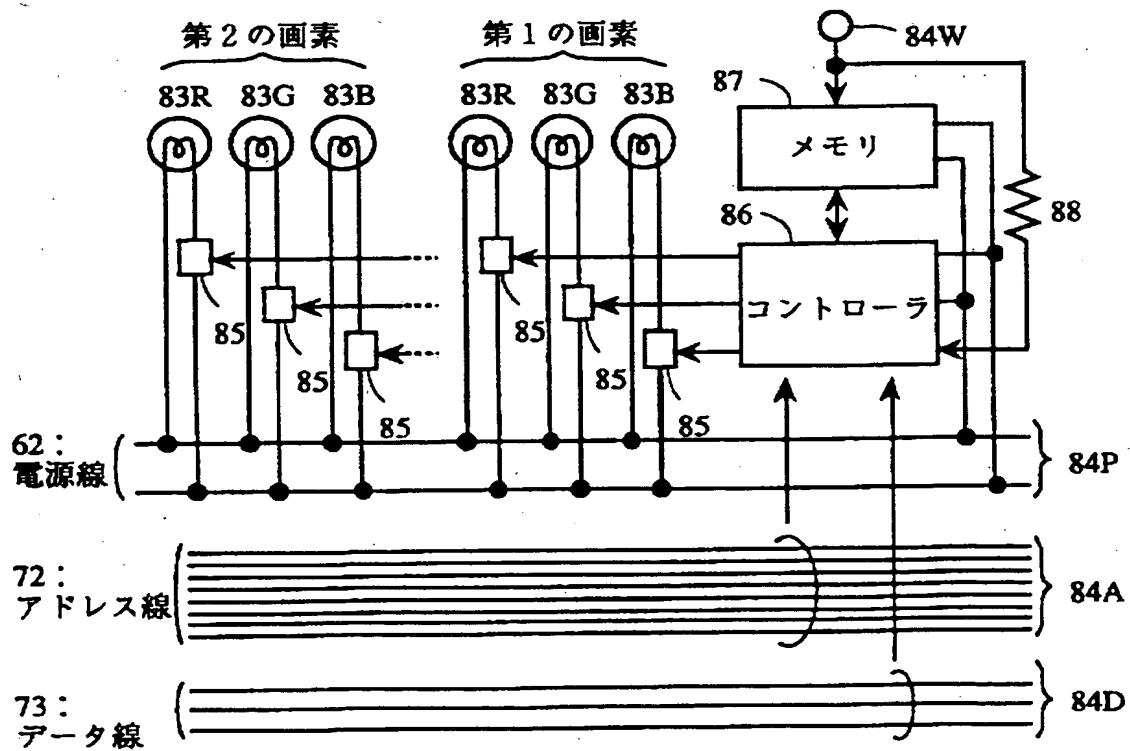 第2の画素
第1の画素
84W
83R 83G 83B
83R 83G 83B
87
メモリ
86
88
コントローラ
85
85
85
85
85
85
62:
電源線
84P
72:
アドレス線
84A
73:
データ線
84D